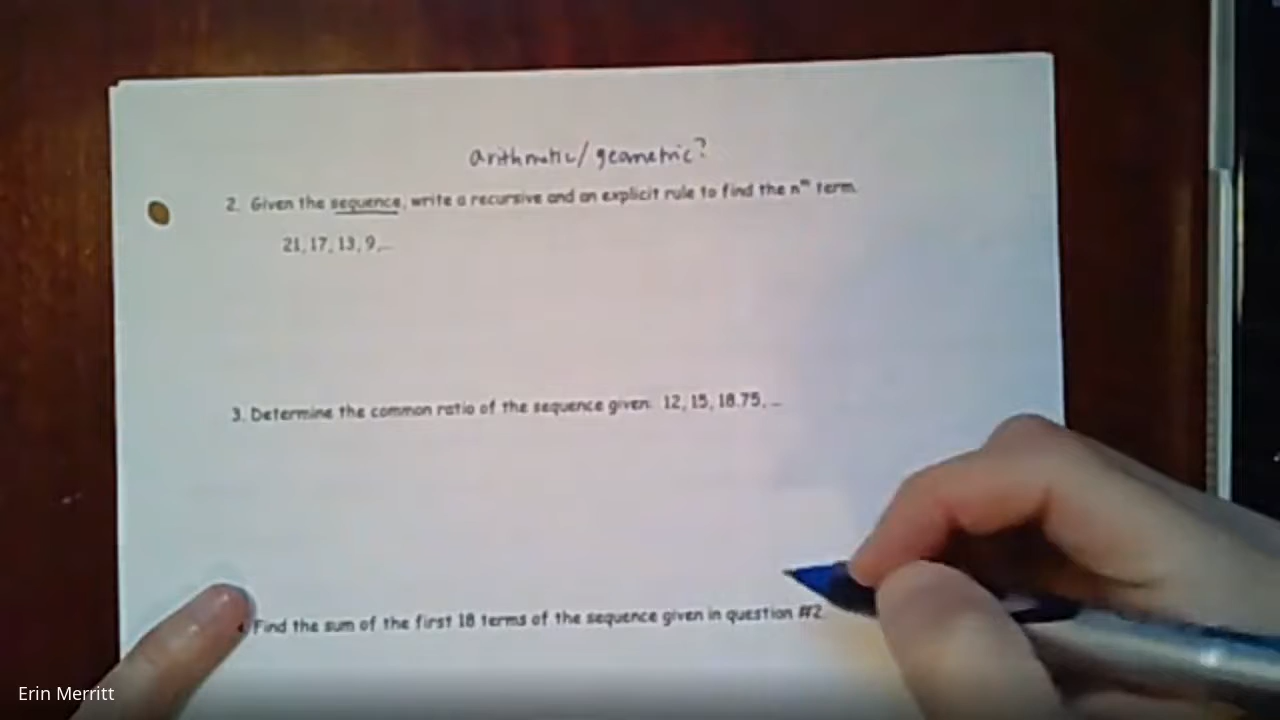 arithmatic/geometric?
2. Given the sequence, write a recursive and an explicit rule to find the nth term.
21, 17, 13, 9,...
3. Determine the common ratio of the sequence given: 12, 15, 18.75, ...
Find the sum of the first 18 terms of the sequence given in question #2.
Erin Merritt